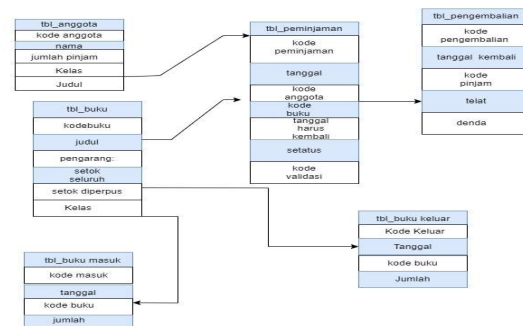 tbl_anggota
kode anggota
nama
jumlah pinjam
Kelas
Judul
tbl_buku
kodebuku
judul
pengarang:
setok
seluruh
setok diperpus
Kelas
tbl_buku masuk
kode masuk
tanggal
kode buku
jumlah
tbl_peminjaman
kode
peminjaman
tanggal
kode
anggota
kode
buku
tanggal
harus
kembali
setatus
kode
validasi
tbl_pengembalian
kode
pengembalian
tanggal kembali
kode
pinjam
telat
denda
tbl_buku keluar
Kode Keluar
Tanggal
kode buku
Jumlah